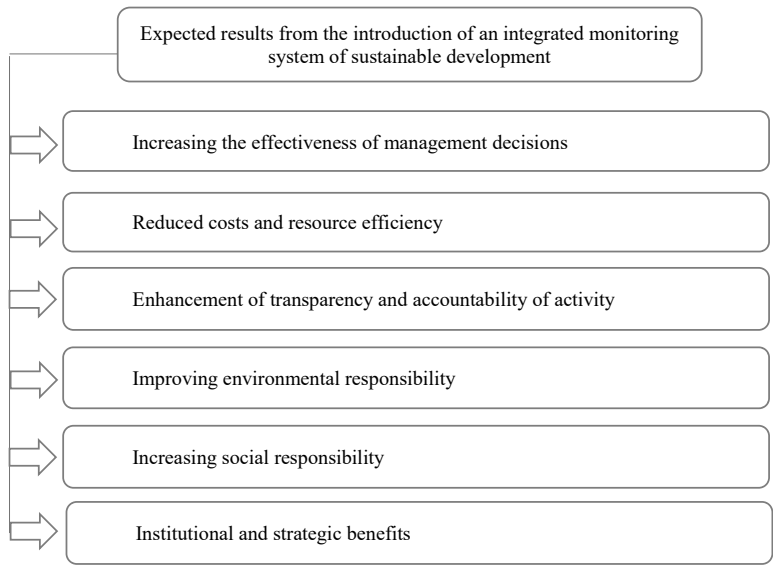 Expected results from the introduction of an integrated monitoring
system of sustainable development
Increasing the effectiveness of management decisions
Reduced costs and resource efficiency
Enhancement of transparency and accountability of activity
Improving environmental responsibility
Increasing social responsibility
Institutional and strategic benefits